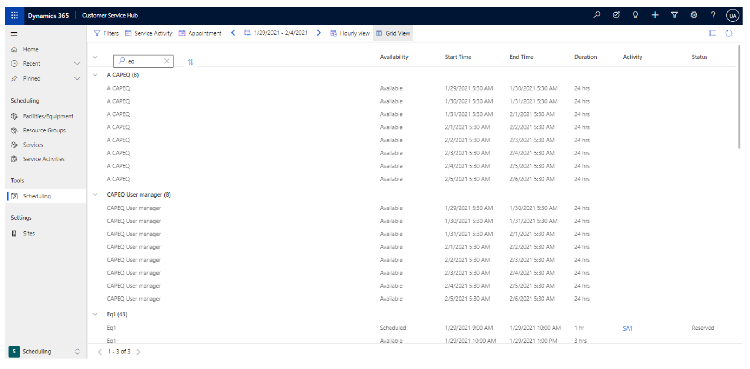 Dynamics 365 Customer Service Hub UA
Filters Service Activity Appointment 1/29/2021 - 2/4/2021 Hourly view Grid View
Home
Recent
Pinned
Scheduling
Facilities/Equipment
Resource Groups
Services
Service Activities
Tools
Scheduling
Settings
Sites
S Scheduling
eq Availability Start Time End Time Duration Activity Status
A CAPEQ (8)
A CAPEQ Available 1/29/2021 5:30 AM 1/30/2021 5:30 AM 24 hrs
A CAPEQ Available 1/30/2021 5:30 AM 1/31/2021 5:30 AM 24 hrs
A CAPEQ Available 1/31/2021 5:30 AM 2/1/2021 5:30 AM 24 hrs
A CAPEQ Available 2/1/2021 5:30 AM 2/2/2021 5:30 AM 24 hrs
A CAPEQ Available 2/2/2021 5:30 AM 2/3/2021 5:30 AM 24 hrs
A CAPEQ Available 2/3/2021 5:30 AM 2/4/2021 5:30 AM 24 hrs
A CAPEQ Available 2/4/2021 5:30 AM 2/5/2021 5:30 AM 24 hrs
A CAPEQ Available 2/5/2021 5:30 AM 2/6/2021 5:30 AM 24 hrs
CAPEQ User manager (8)
CAPEQ User manager Available 1/29/2021 5:30 AM 1/30/2021 5:30 AM 24 hrs
CAPEQ User manager Available 1/30/2021 5:30 AM 1/31/2021 5:30 AM 24 hrs
CAPEQ User manager Available 1/31/2021 5:30 AM 2/1/2021 5:30 AM 24 hrs
CAPEQ User manager Available 2/1/2021 5:30 AM 2/2/2021 5:30 AM 24 hrs
CAPEQ User manager Available 2/2/2021 5:30 AM 2/3/2021 5:30 AM 24 hrs
CAPEQ User manager Available 2/3/2021 5:30 AM 2/4/2021 5:30 AM 24 hrs
CAPEQ User manager Available 2/4/2021 5:30 AM 2/5/2021 5:30 AM 24 hrs
CAPEQ User manager Available 2/5/2021 5:30 AM 2/6/2021 5:30 AM 24 hrs
Eq1 (43)
Eq1 Scheduled 1/29/2021 9:00 AM 1/29/2021 10:00 AM 1 hr SA1 Reserved
Eq1 Available 1/29/2021 10:00 AM 1/29/2021 1:00 PM 3 hrs
1 - 3 of 3